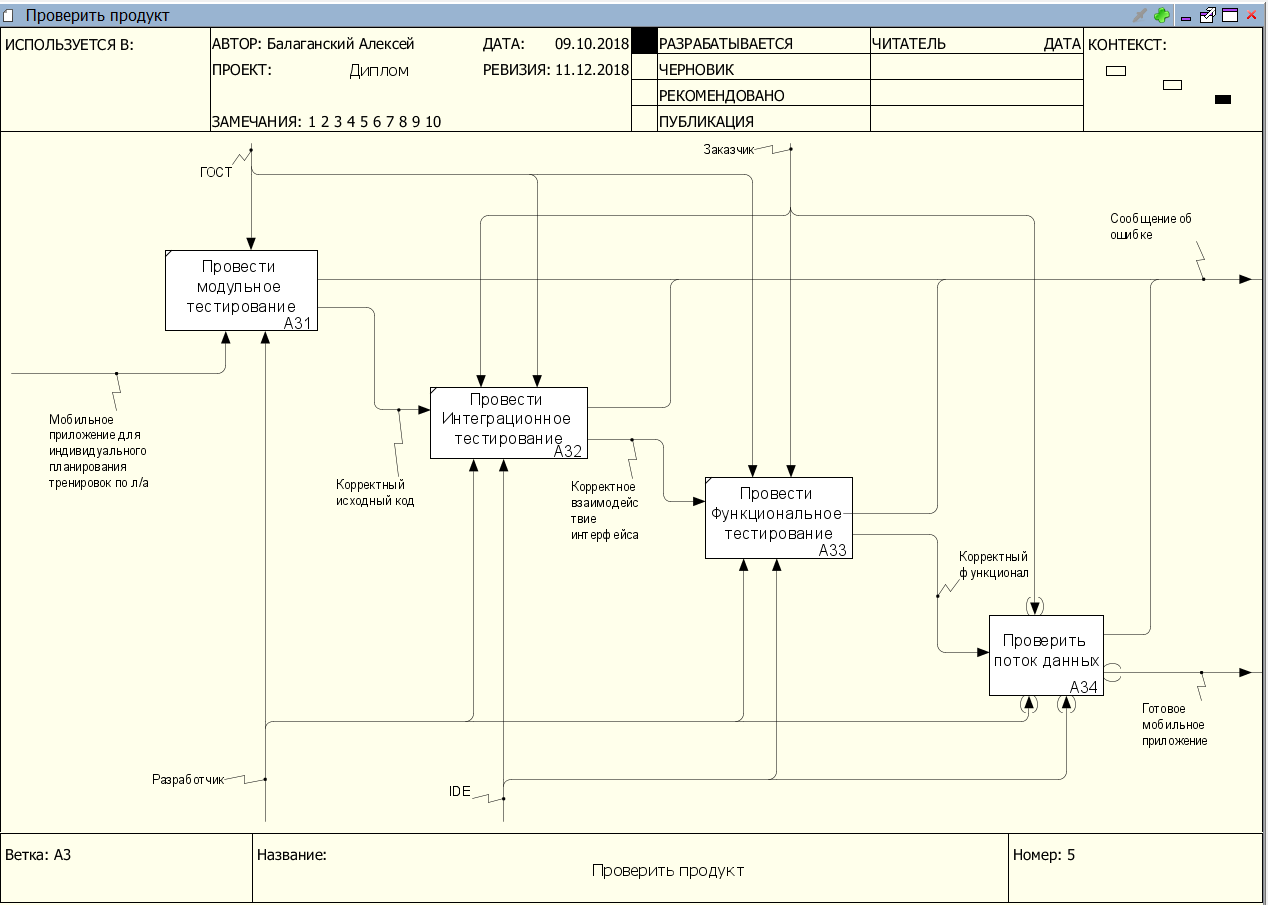 Проверить продукт
ИСПОЛЬЗУЕТСЯ В:
АВТОР: Балаганский Алексей
ДАТА: 09.10.2018
ПРОЕКТ: Диплом
РЕВИЗИЯ: 11.12.2018
ЗАМЕЧАНИЯ: 1 2 3 4 5 6 7 8 9 10
РАЗРАБАТЫВАЕТСЯ
ЧЕРНОВИК
РЕКОМЕНДОВАНО
ПУБЛИКАЦИЯ
ЧИТАТЕЛЬ ДАТА
КОНТЕКСТ:
ГОСТ
Заказчик
Сообщение об
ошибке
Провести
модульное
тестирование
A31
Мобильное
приложение для
индивидуального
планирования
тренировок по л/а
Провести
Интеграционное
тестирование
A32
Корректный
исходный код
Корректное
взаимодейс
твие
интерфейса
Провести
Функциональное
тестирование
A33
Корректный
функционал
Проверить
поток данных
A34
Готовое
мобильное
приложение
Разработчик
IDE
Ветка: A3
Название:
Проверить продукт
Номер: 5